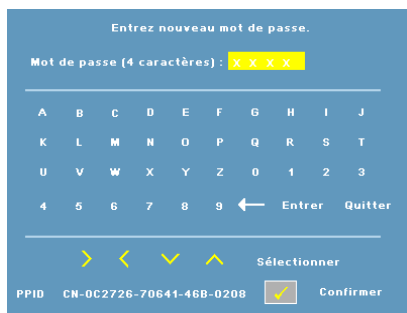 Entrez nouveau mot de passe.
Mot de passe (4 caractères) : X X X X
A B C D E F G H I J
K L M N O P Q R S T
U V W X Y Z 0 1 2 3
4 5 6 7 8 9 Entrer Quitter
Sélectionner
PPID CN-0C2726-70641-46B-0208 Confirmer